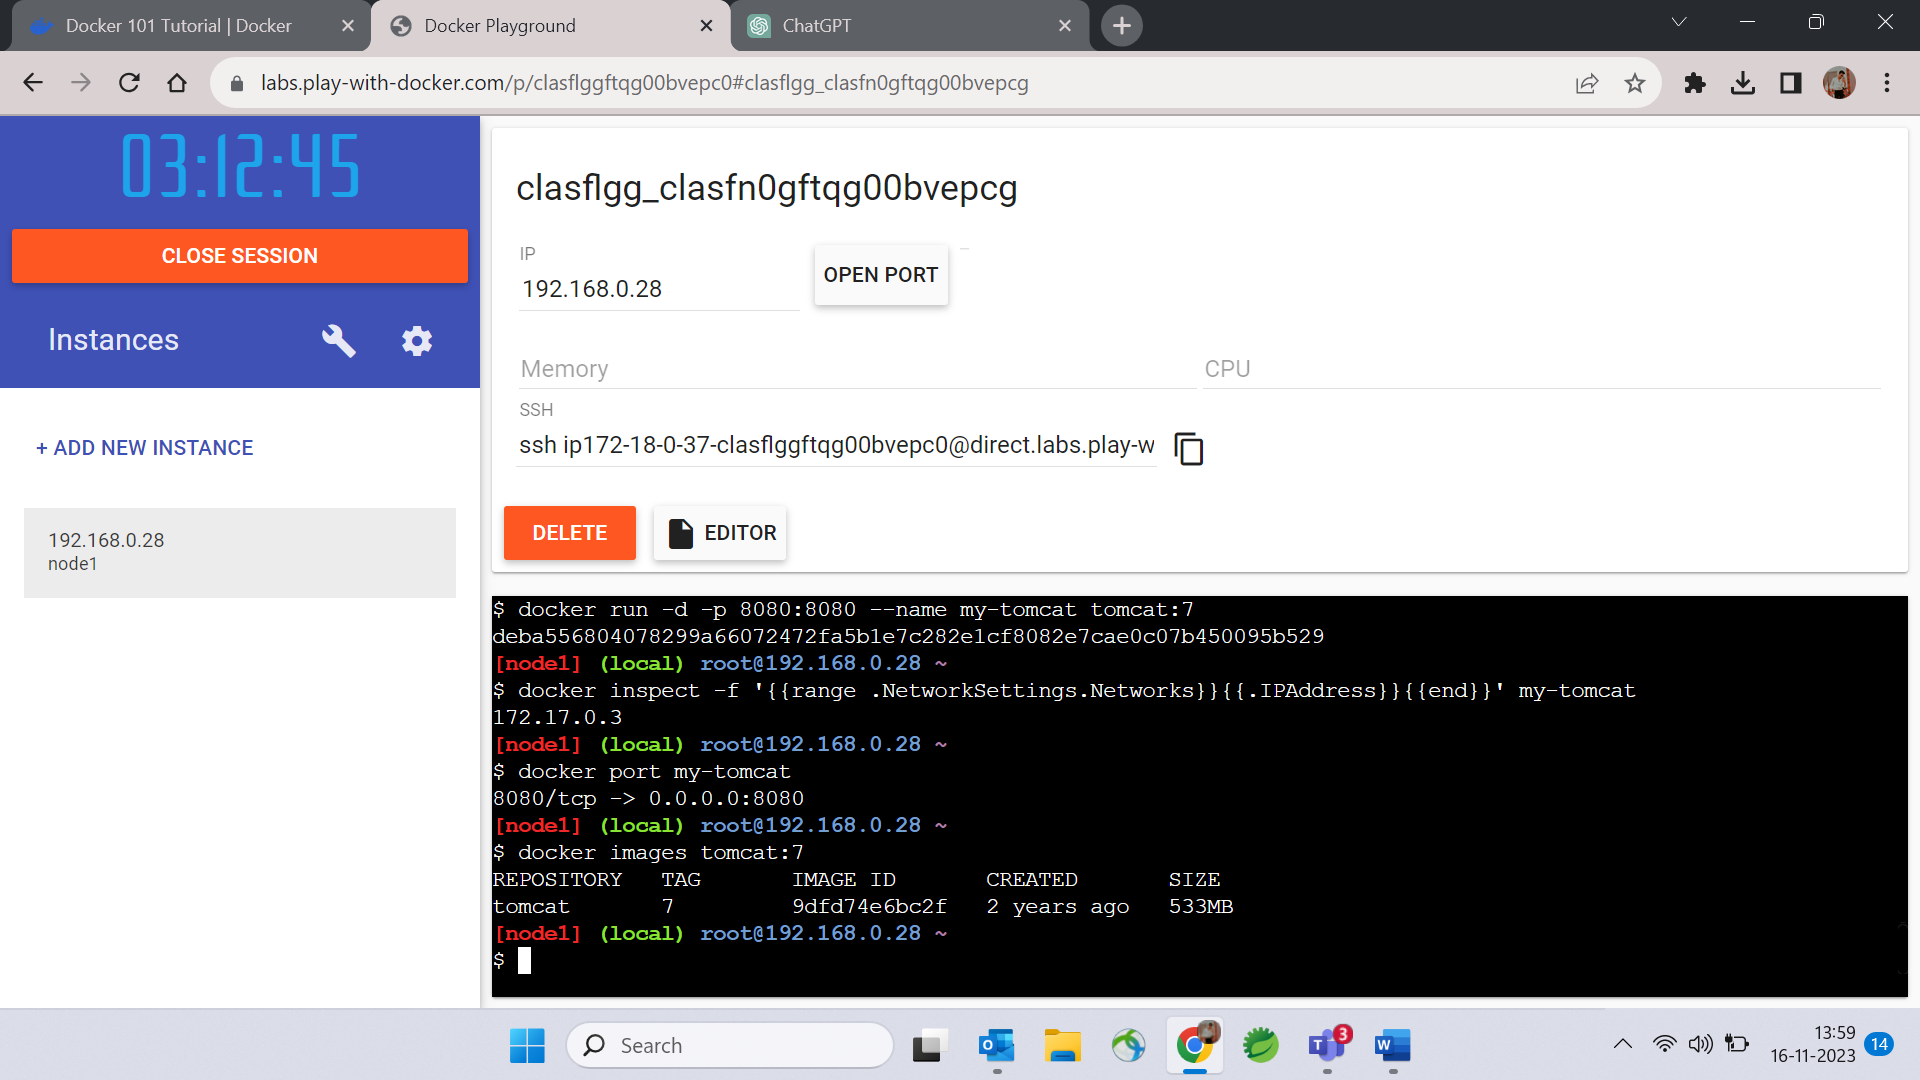 Docker 101 Tutorial | Docker
Docker Playground
ChatGPT
labs.play-with-docker.com/p/clasflggftqg00bvepc0#clasflgg_clasfn0gftqg00bvepcg
03:12:45
CLOSE SESSION
Instances
+ ADD NEW INSTANCE
192.168.0.28
node1
clasflgg_clasfn0gftqg00bvepcg
IP
192.168.0.28
OPEN PORT
Memory
CPU
SSH
ssh ip172-18-0-37-clasflggftqg00bvepc0@direct.labs.play-w
DELETE
EDITOR
$ docker run -d -p 8080:8080 --name my-tomcat tomcat:7
deba556804078299a66072472fa5b1e7c282e1cf8082e7cae0c07b450095b529
[node1] (local) root@192.168.0.28 ~
$ docker inspect -f '{{range .NetworkSettings.Networks}}{{.IPAddress}}{{end}}' my-tomcat
172.17.0.3
[node1] (local) root@192.168.0.28 ~
$ docker port my-tomcat
8080/tcp -> 0.0.0.0:8080
[node1] (local) root@192.168.0.28 ~
$ docker images tomcat:7
REPOSITORY TAG IMAGE ID CREATED SIZE
tomcat 7 9dfd74e6bc2f 2 years ago 533MB
[node1] (local) root@192.168.0.28 ~
$
Search
3
13:59
16-11-2023
14